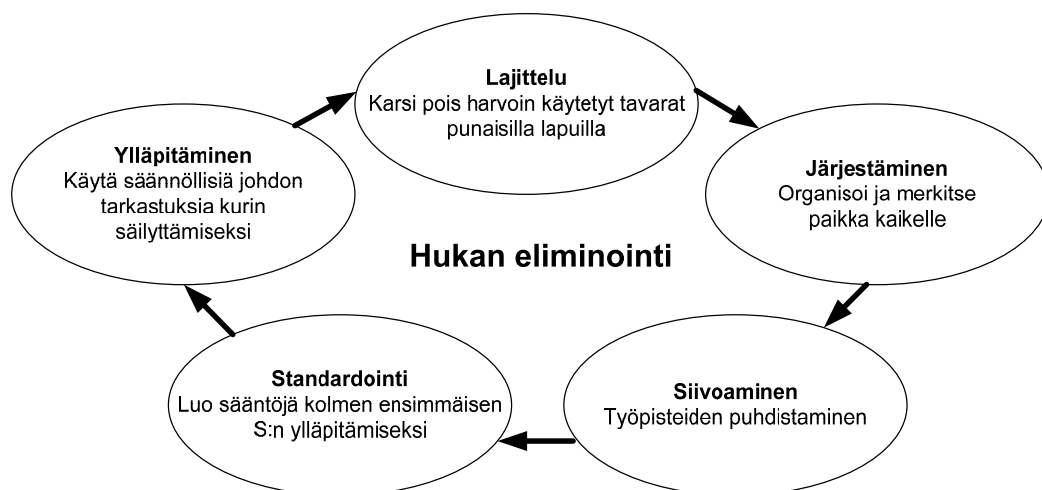 Lajittelu
Karsi pois harvoin käytetyt tavarat
punaisilla lapuilla
Järjestäminen
Organisoi ja merkitse
paikka kaikelle
Siivoaminen
Työpisteiden puhdistaminen
Standardointi
Luo sääntöjä kolmen ensimmäisen
S:n ylläpitämiseksi
Ylläpitäminen
Käytä säännöllisiä johdon
tarkastuksia kurin
säilyttämiseksi
Hukan eliminointi